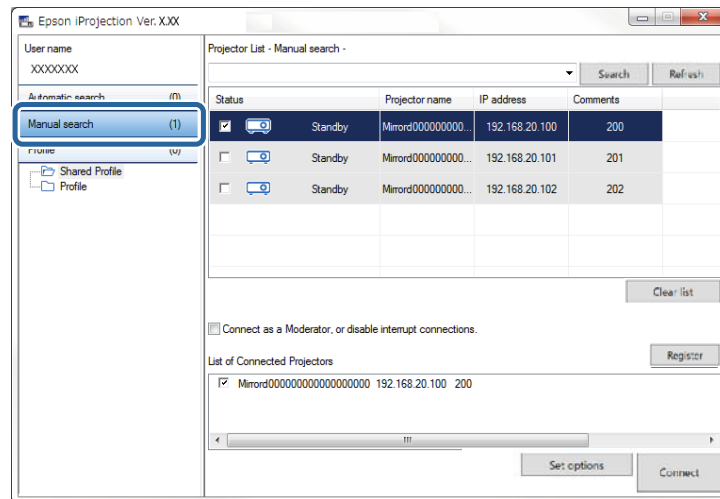 Epson iProjection Ver. X.XX
User name
XXXXXXX
Automatic search (0)
Manual search (1)
Profile (0)
Shared Profile
Profile
Projector List - Manual search -
Search Refresh
Status Projector name IP address Comments
Standby Mirrord000000000... 192.168.20.100 200
Standby Mirrord000000000... 192.168.20.101 201
Standby Mirrord000000000... 192.168.20.102 202
Clear list
Connect as a Moderator, or disable interrupt connections.
Register
List of Connected Projectors
Mirrord000000000000000000 192.168.20.100 200
Set options Connect